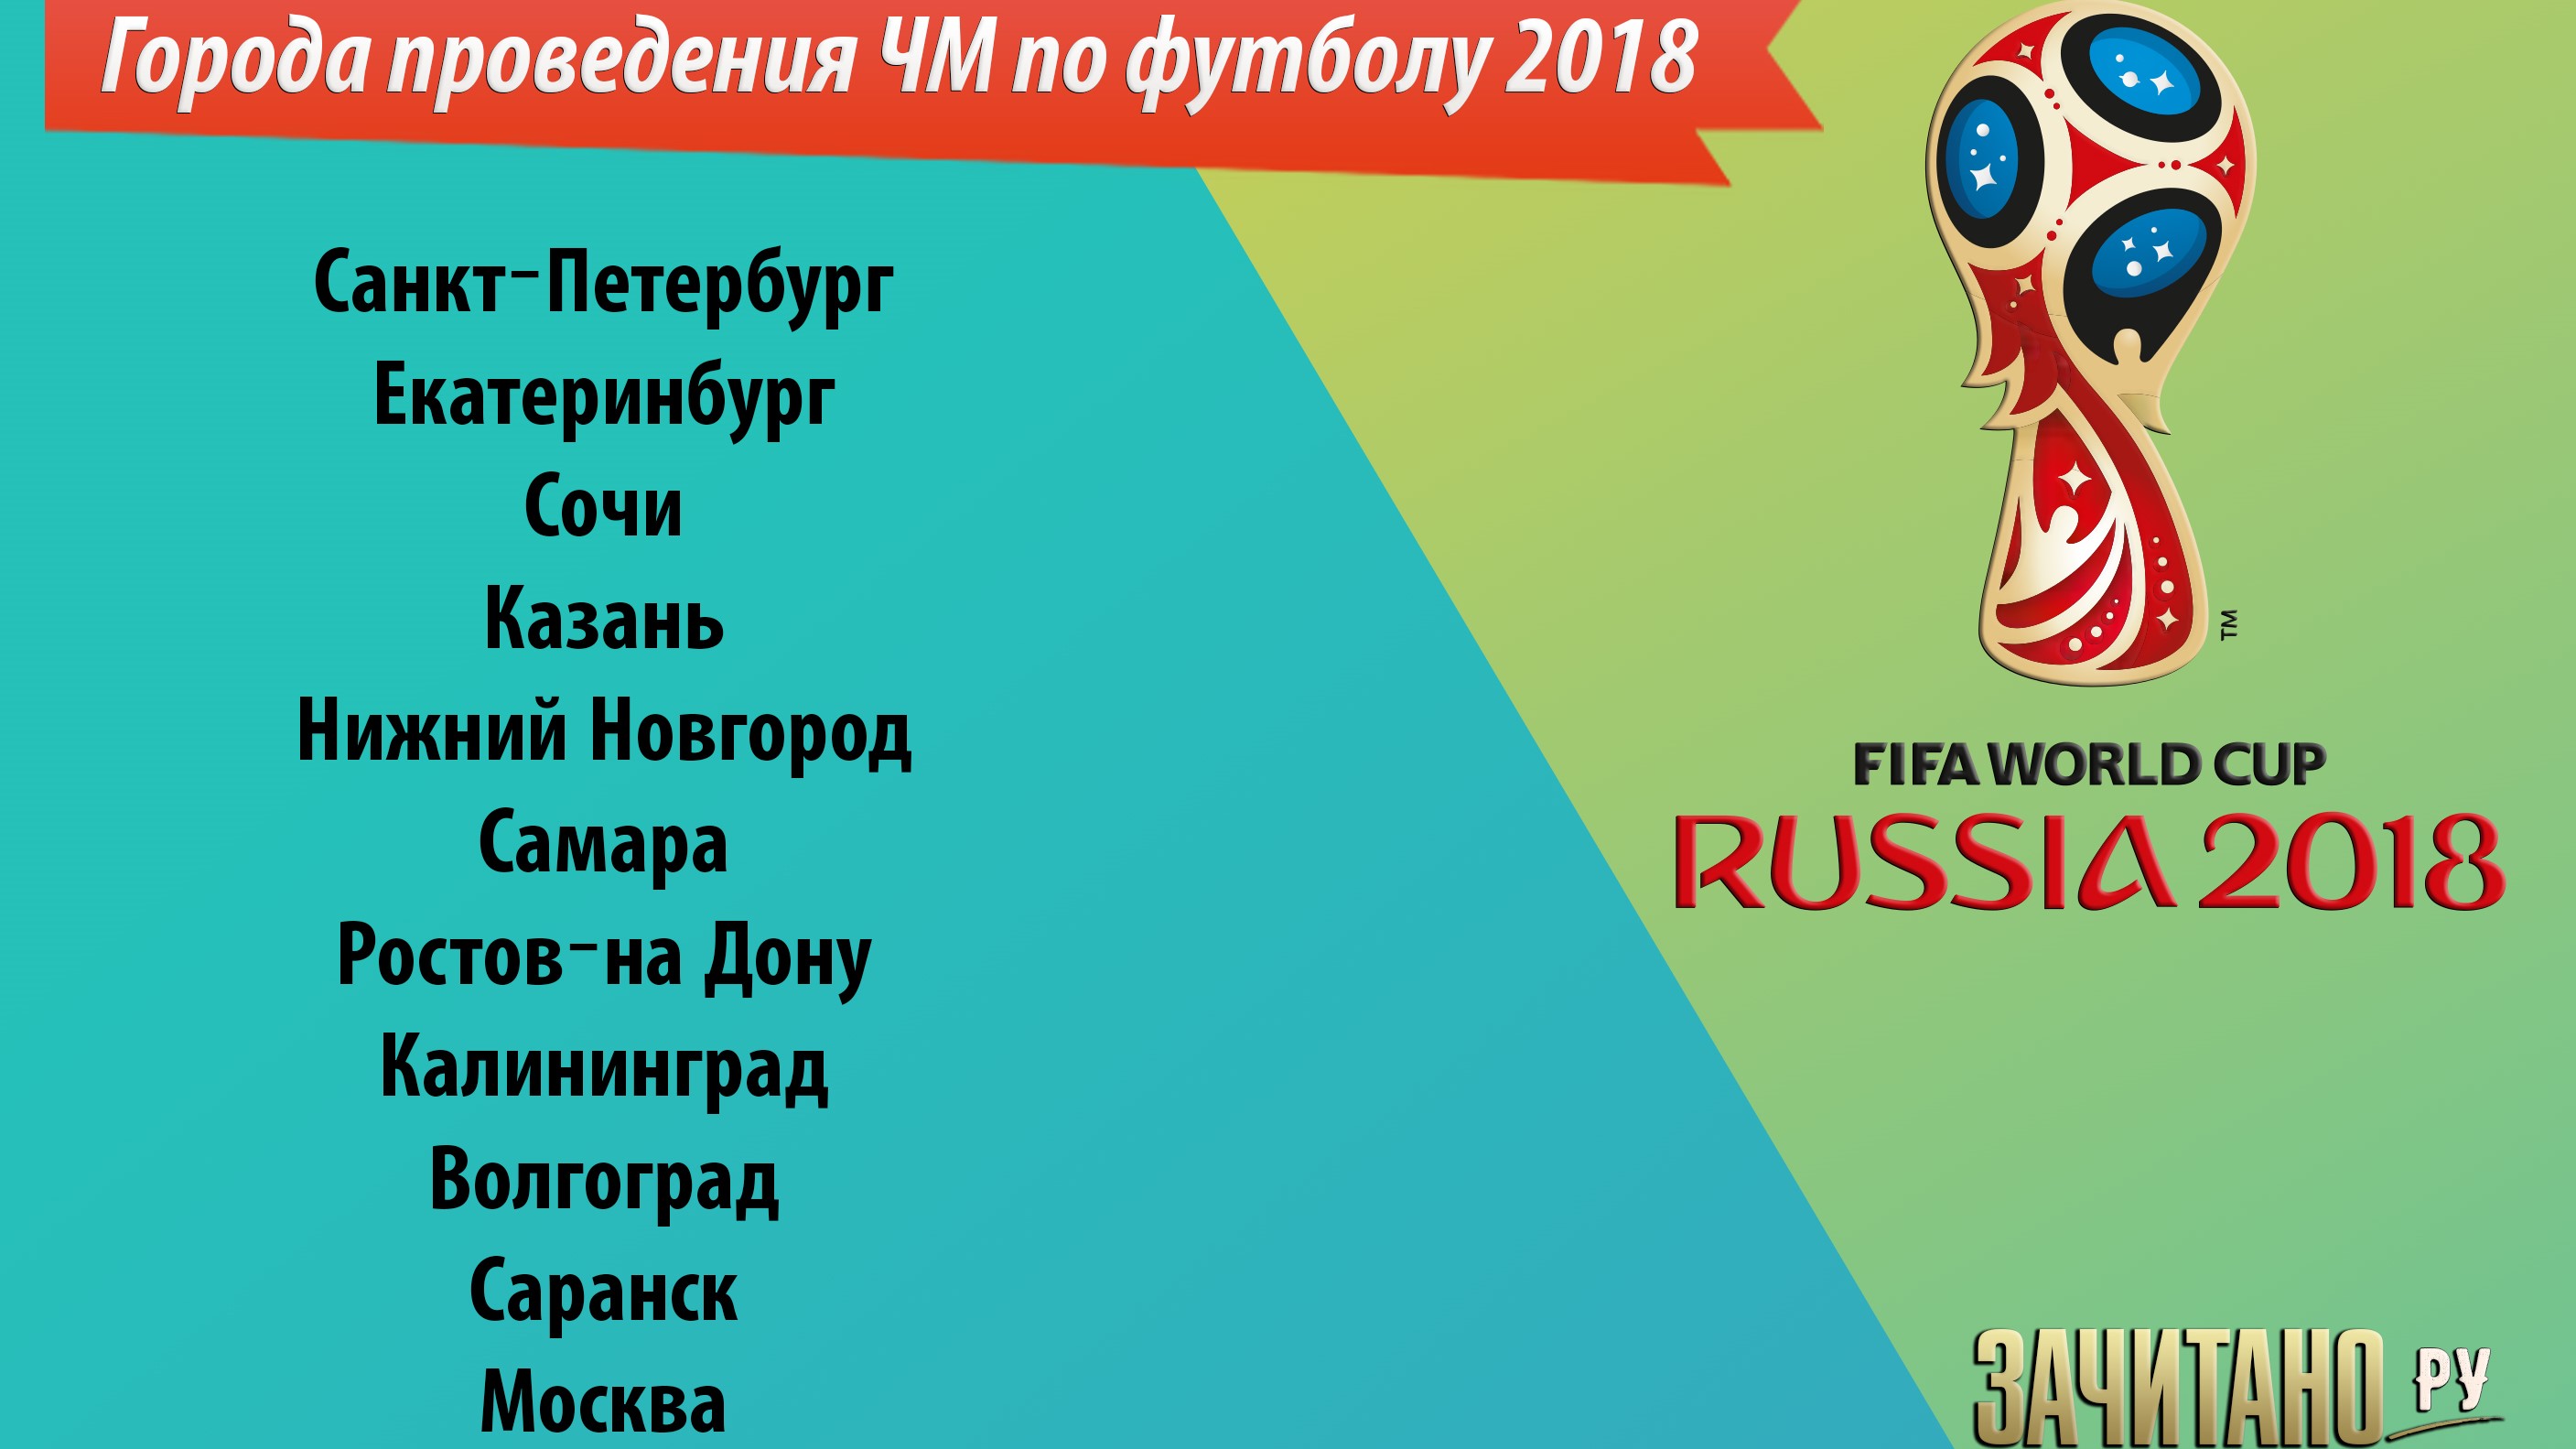 Города проведения ЧМ по футболу 2018
Санкт-Петербург
Екатеринбург
Сочи
Казань
Нижний Новгород
Самара
Ростов-на Дону
Калининград
Волгоград
Саранск
Москва
TM
FIFA WORLD CUP
RUSSIA 2018
ЗАЧИТАНО РУ